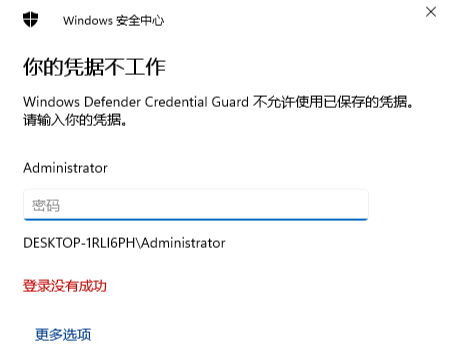 Windows 安全中心
你的凭据不工作
Windows Defender Credential Guard 不允许使用已保存的凭据。
请输入你的凭据。
Administrator
密码
DESKTOP-1RLI6PH\Administrator
登录没有成功
更多选项